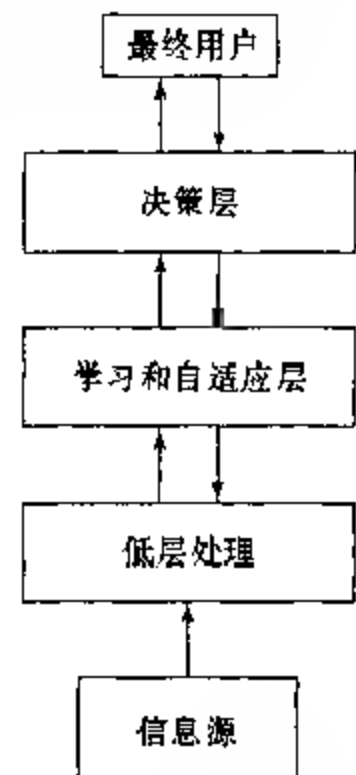 最终用户
决策层
学习和自适应层
低层处理
信息源